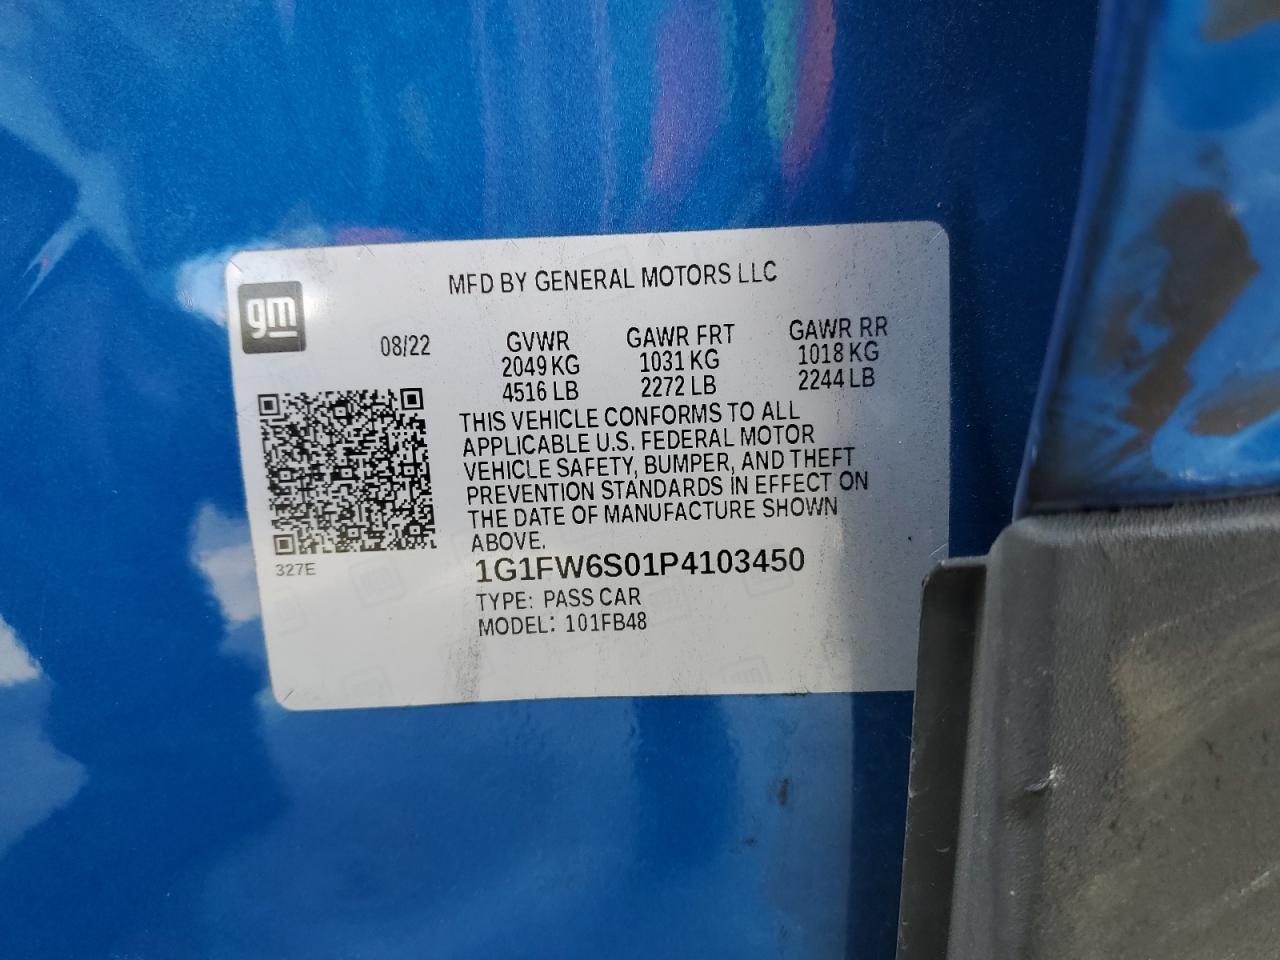 MFD BY GENERAL MOTORS LLC
gm
08/22 GVWR GAWR FRT GAWR RR
2049 KG 1031 KG 1018 KG
4516 LB 2272 LB 2244 LB
THIS VEHICLE CONFORMS TO ALL
APPLICABLE U.S. FEDERAL MOTOR
VEHICLE SAFETY, BUMPER, AND THEFT
PREVENTION STANDARDS IN EFFECT ON
THE DATE OF MANUFACTURE SHOWN
ABOVE.
327E
1G1FW6S01P4103450
TYPE: PASS CAR
MODEL: 101FB48